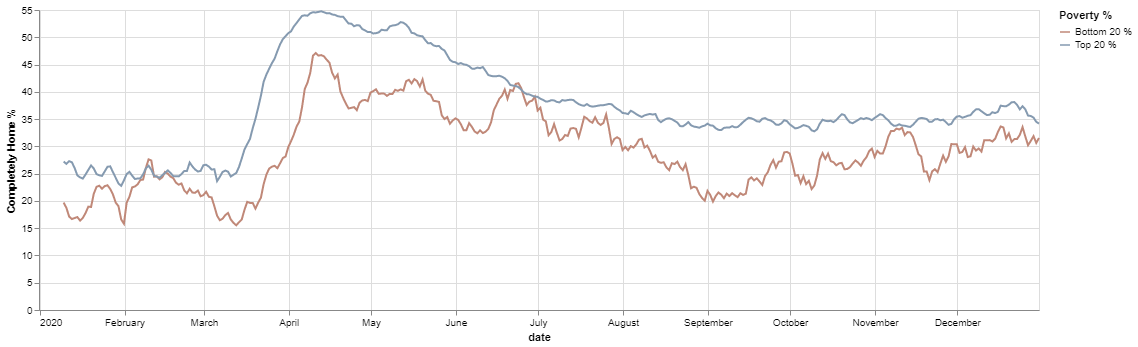 55
50
45
40
35
30
25
20
15
10
5
0
Completely Home %
2020 February March April May June July August September October November December
date
Poverty %
Bottom 20 %
Top 20 %